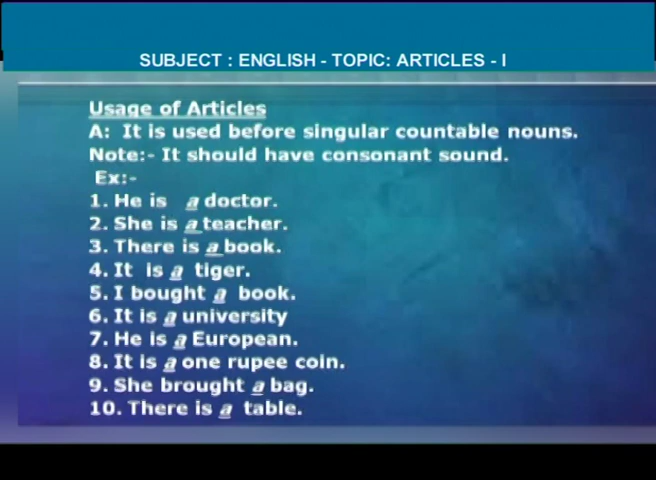 SUBJECT : ENGLISH - TOPIC: ARTICLES - I
Usage of Articles
A: It is used before singular countable nouns.
Note:- It should have consonant sound.
Ex:-
1. He is a doctor.
2. She is a teacher.
3. There is a book.
4. It is a tiger.
5. I bought a book.
6. It is a university
7. He is a European.
8. It is a one rupee coin.
9. She brought a bag.
10. There is a table.